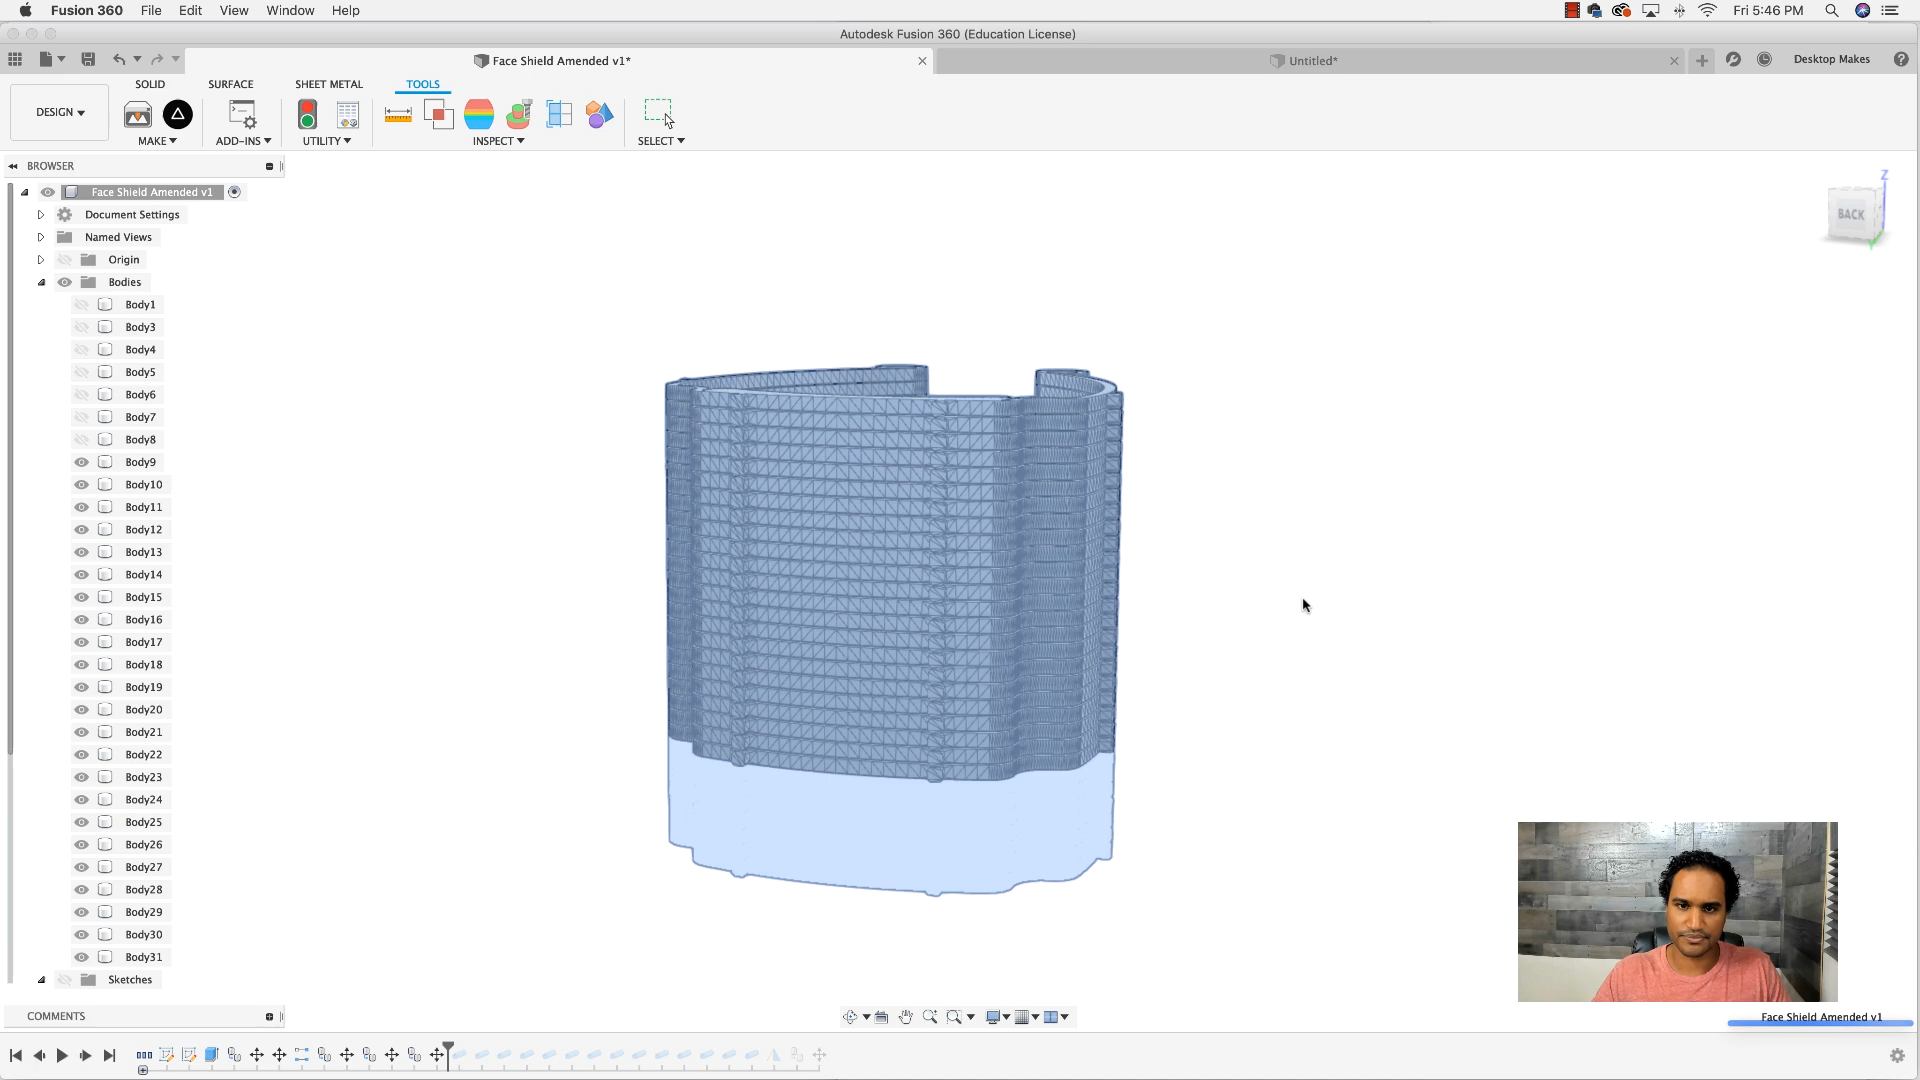 Fusion 360 File Edit View Window Help Fri 5:46 PM
Autodesk Fusion 360 (Education License)
Face Shield Amended v1* Untitled* Desktop Makes
SOLID SURFACE SHEET METAL TOOLS
DESIGN
MAKE ADD-INS UTILITY INSPECT SELECT
BROWSER
Face Shield Amended v1
Document Settings
Named Views
Origin
Bodies
Body1
Body3
Body4
Body5
Body6
Body7
Body8
Body9
Body10
Body11
Body12
Body13
Body14
Body15
Body16
Body17
Body18
Body19
Body20
Body21
Body22
Body23
Body24
Body25
Body26
Body27
Body28
Body29
Body30
Body31
Sketches
Z
BACK
COMMENTS
Face Shield Amended v1